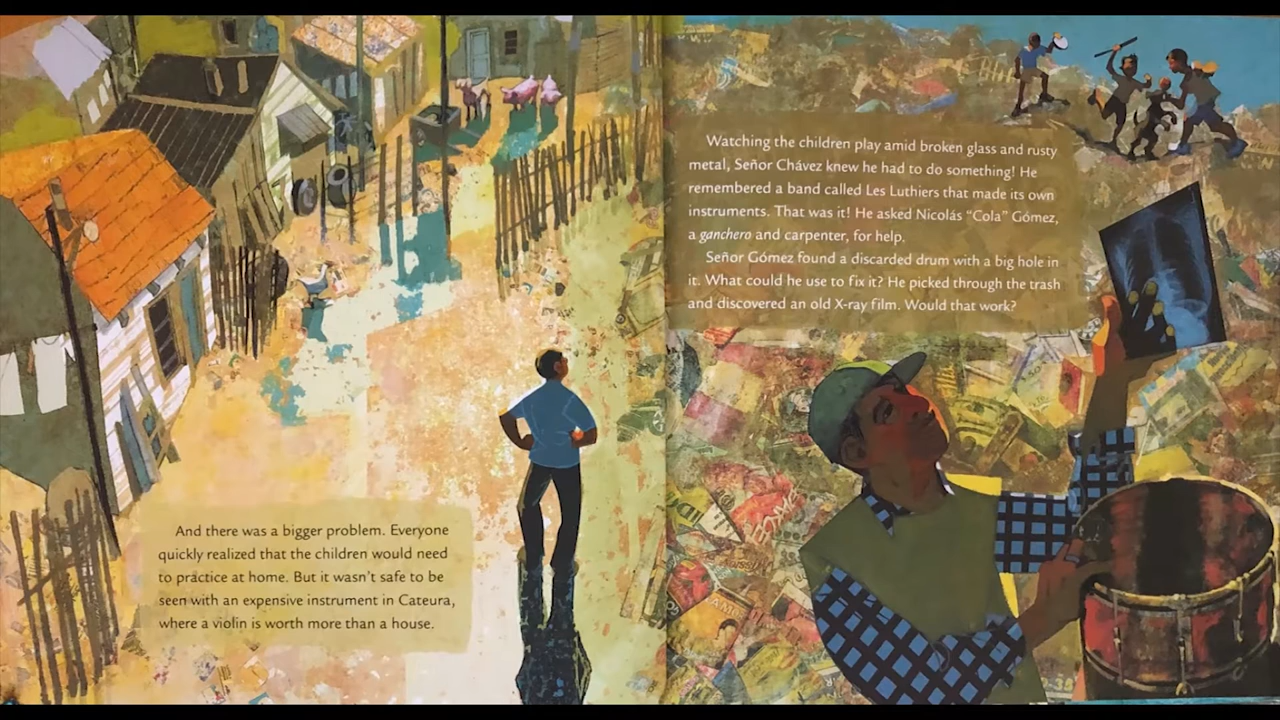 And there was a bigger problem. Everyone
quickly realized that the children would need
to practice at home. But it wasn't safe to be
seen with an expensive instrument in Cateura,
where a violin is worth more than a house.
Watching the children play amid broken glass and rusty
metal, Señor Chávez knew he had to do something! He
remembered a band called Les Luthiers that made its own
instruments. That was it! He asked Nicolás “Cola” Gómez,
a ganchero and carpenter, for help.
Señor Gómez found a discarded drum with a big hole in
it. What could he use to fix it? He picked through the trash
and discovered an old X-ray film. Would that work?